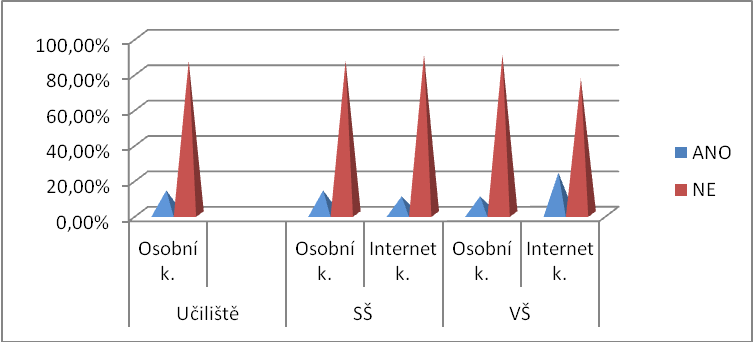 100,00%
80,00%
60,00%
40,00%
20,00%
0,00%
Osobní k.
Osobní k.
Internet k.
Osobní k.
Internet k.
Učiliště
SŠ
VŠ
ANO
NE